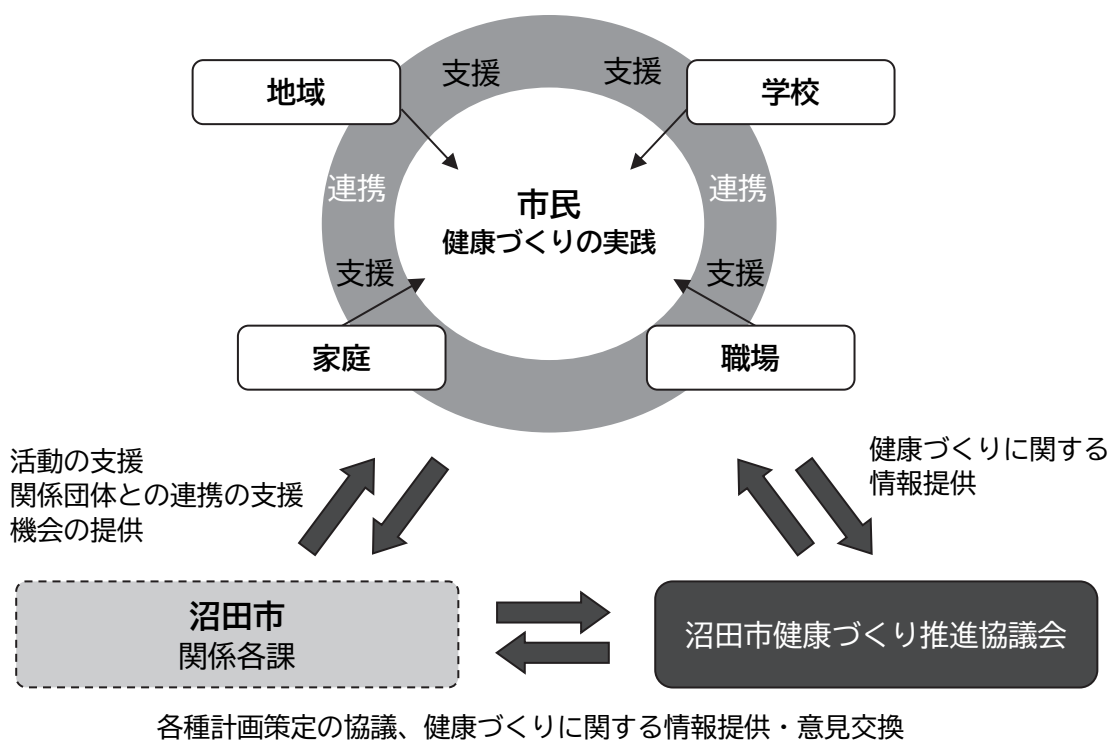 支援
支援
地域
学校
連携
連携
市民
健康づくりの実践
支援
支援
家庭
職場
活動の支援
関係団体との連携の支援
機会の提供
健康づくりに関する
情報提供
沼田市
関係各課
沼田市健康づくり推進協議会
各種計画策定の協議、健康づくりに関する情報提供・意見交換